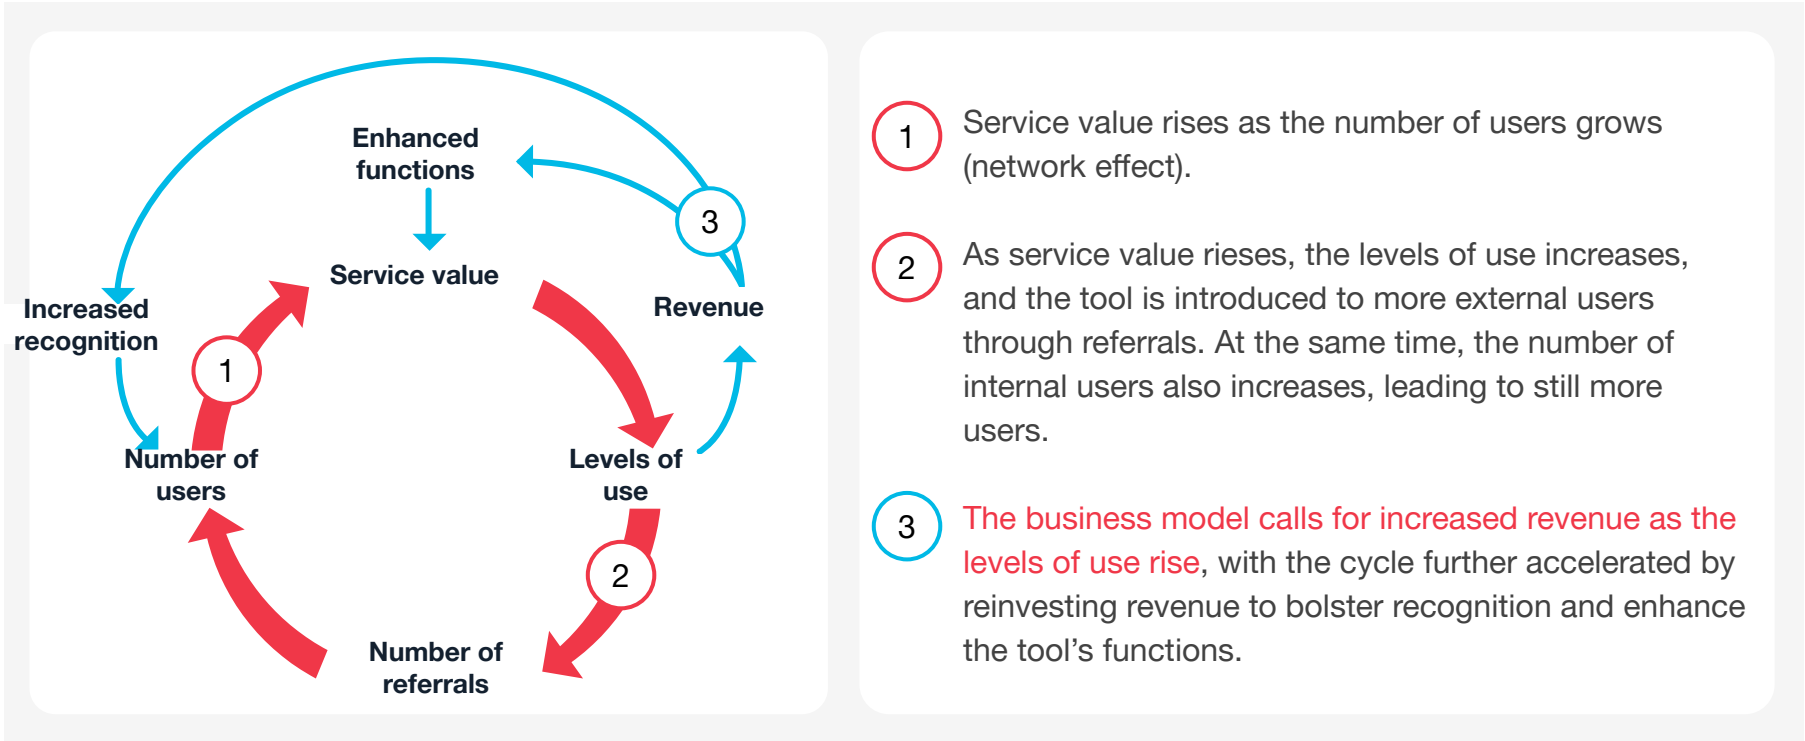 Enhanced
functions
3
Service value
Revenue
Increased
recognition
1
Number of
users
Levels of
use
2
Number of
referrals
1
Service value rises as the number of users grows
(network effect).
2
As service value rieses, the levels of use increases,
and the tool is introduced to more external users
through referrals. At the same time, the number of
internal users also increases, leading to still more
users.
3
The business model calls for increased revenue as the
levels of use rise, with the cycle further accelerated by
reinvesting revenue to bolster recognition and enhance
the tool’s functions.